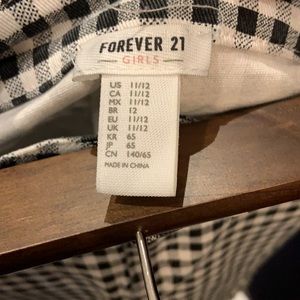 FOREVER 21
GIRLS
US 11/12
CA 11/12
MX 11/12
BR 12
EU 11/12
UK 11/12
KR 65
JP 65
CN 140/65
MADE IN CHINA